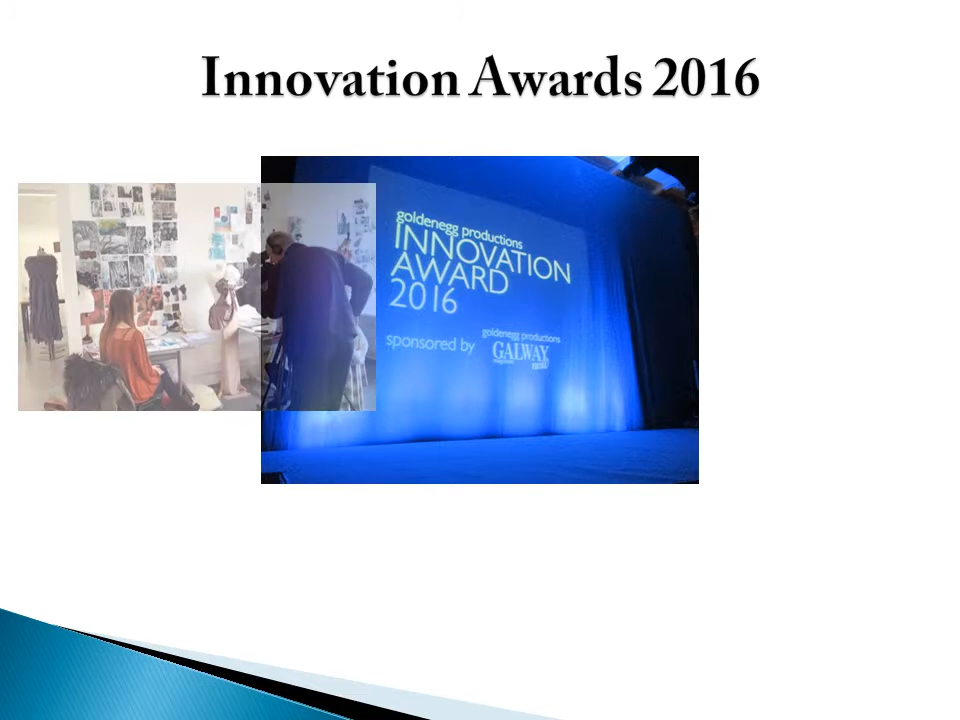 Innovation Awards 2016
goldenegg productions
INNOVATION
AWARD
2016
sponsored by
goldenegg productions
GALWAY